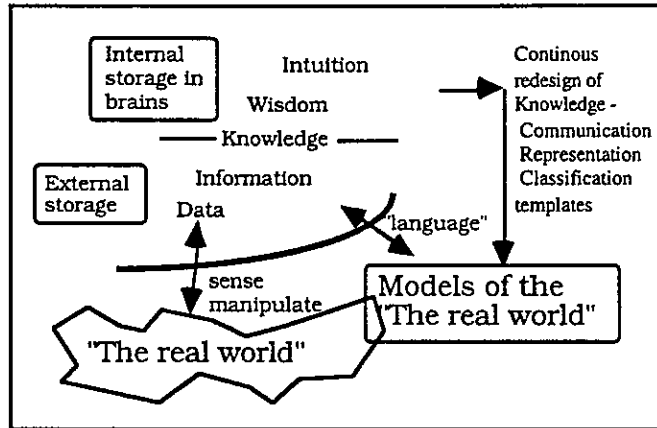 Internal
storage in
brains
Intuition
Wisdom
Knowledge
External
storage
Information
Data
"language"
sense
manipulate
"The real world"
Continous
redesign of
Knowledge -
Communication
Representation
Classification
templates
Models of the
"The real world"